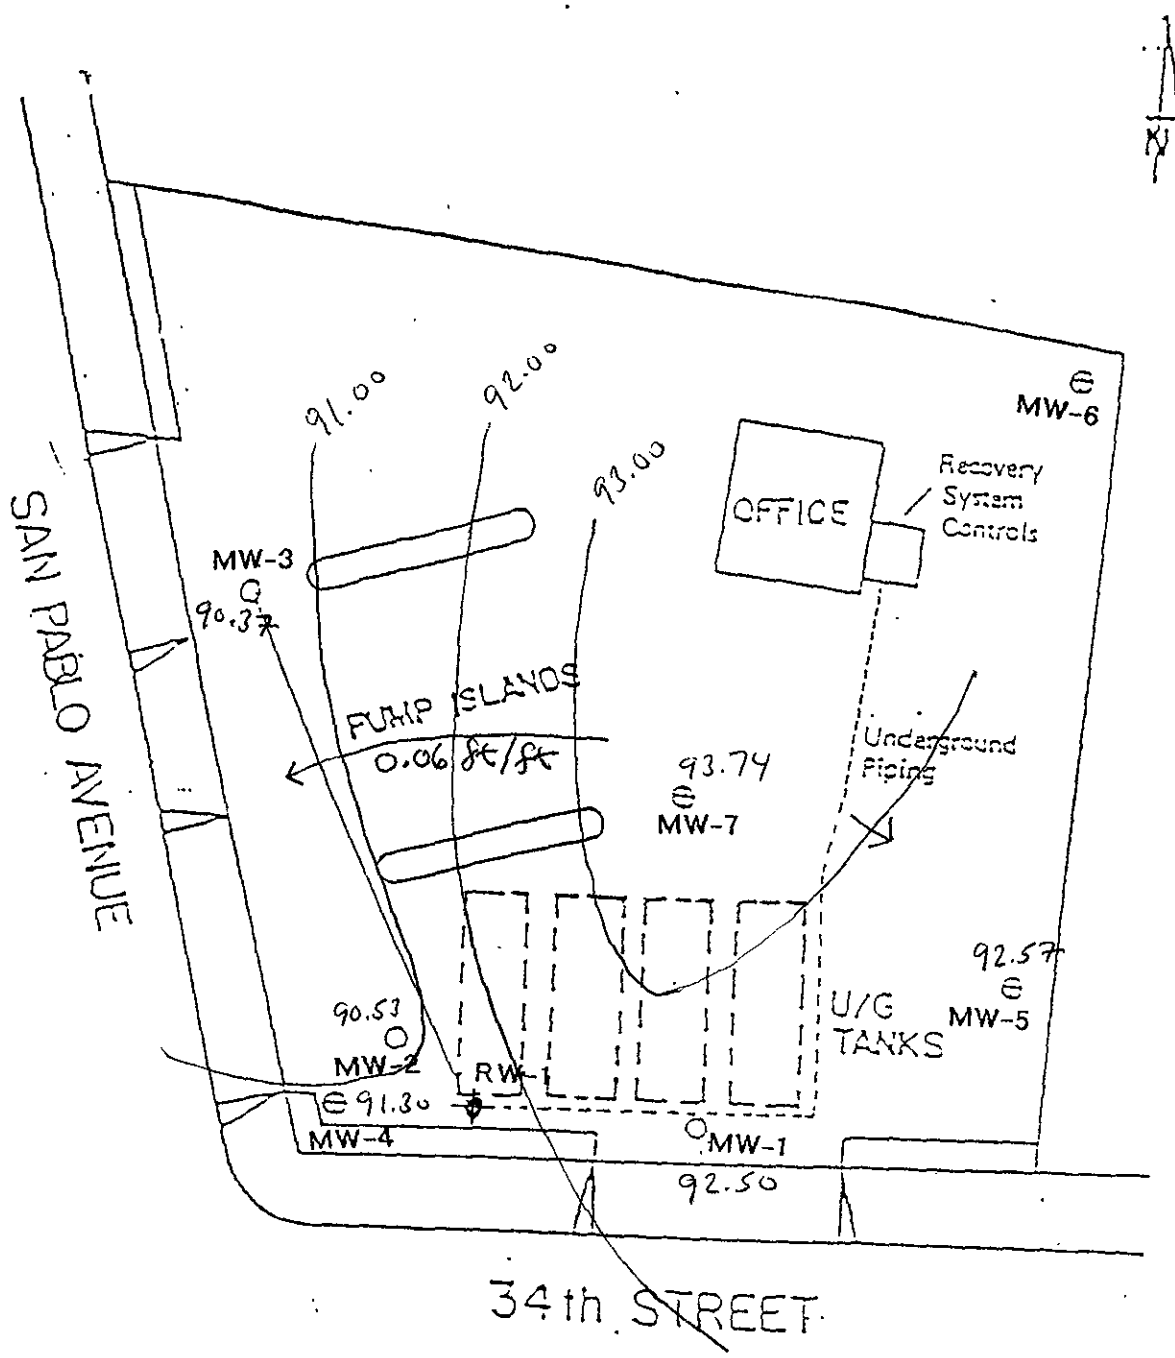 N
91.00
92.00
93.00
MW-6
OFFICE
Recovery
System
Controls
MW-3
90.37
SAN PABLO AVENUE
PUMP ISLANDS
0.06 ft/ft
93.74
MW-7
Underground
Piping
92.57
MW-5
U/G
TANKS
90.53
MW-2
RW-1
91.30
MW-4
MW-1
92.50
34th STREET